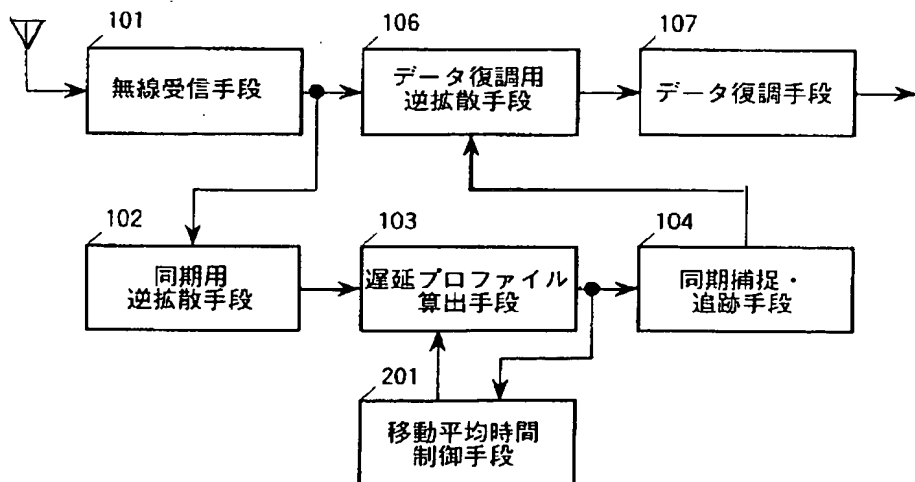 101
無線受信手段
106
データ復調用
逆拡散手段
107
データ復調手段
102
同期用
逆拡散手段
103
遅延プロファイル
算出手段
104
同期捕捉・
追跡手段
201
移動平均時間
制御手段